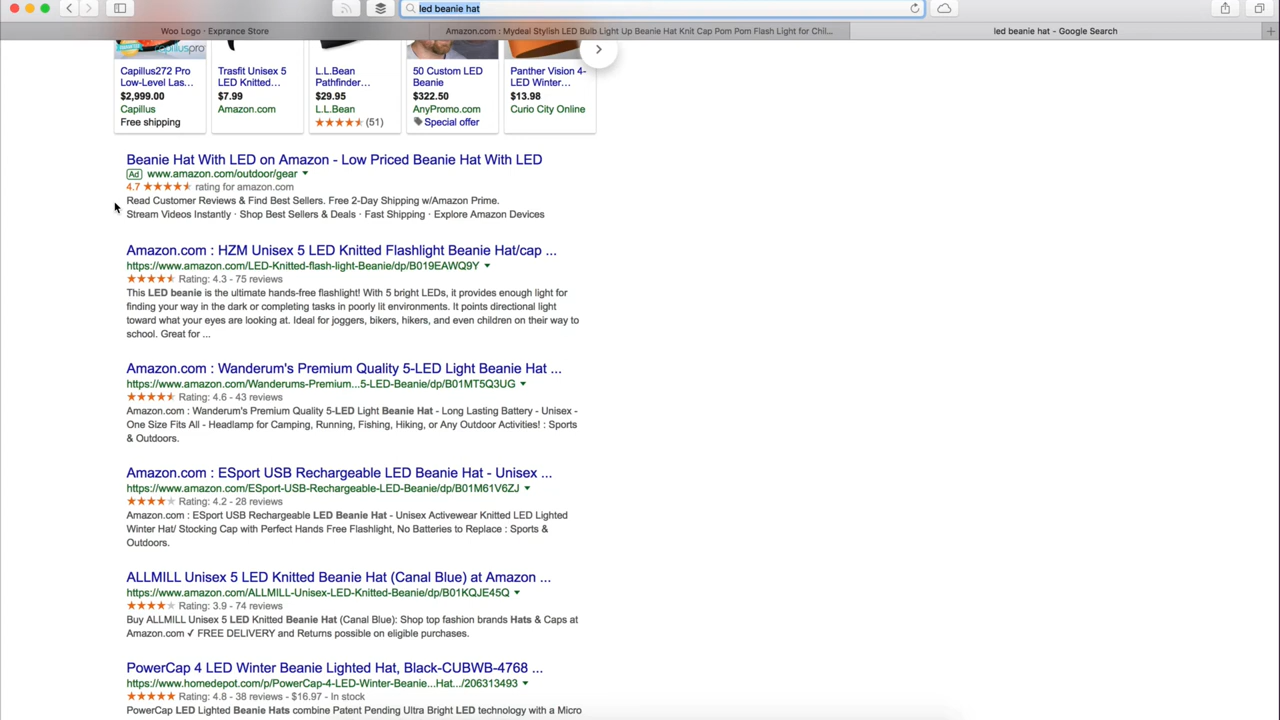 led beanie hat
Woo Logo - Exprance Store
Amazon.com : Mydeal Stylish LED Bulb Light Up Beanie Hat Knit Cap Pom Pom Flash Light for Chil...
led beanie hat - Google Search
capilluspro
Capillus272 Pro
Low-Level Las...
$2,999.00
Capillus
Free shipping
Trasfit Unisex 5
LED Knitted...
$7.99
Amazon.com
L.L.Bean
Pathfinder...
$29.95
L.L.Bean
(51)
50 Custom LED
Beanie
$322.50
AnyPromo.com
Special offer
Panther Vision 4-
LED Winter...
$13.98
Curio City Online
Beanie Hat With LED on Amazon - Low Priced Beanie Hat With LED
Ad www.amazon.com/outdoor/gear
4.7 rating for amazon.com
Read Customer Reviews & Find Best Sellers. Free 2-Day Shipping w/Amazon Prime.
Stream Videos Instantly · Shop Best Sellers & Deals · Fast Shipping · Explore Amazon Devices
Amazon.com : HZM Unisex 5 LED Knitted Flashlight Beanie Hat/cap ...
https://www.amazon.com/LED-Knitted-flash-light-Beanie/dp/B019EAWQ9Y
Rating: 4.3 - 75 reviews
This LED beanie is the ultimate hands-free flashlight! With 5 bright LEDs, it provides enough light for
finding your way in the dark or completing tasks in poorly lit environments. It points directional light
toward what your eyes are looking at. Ideal for joggers, bikers, hikers, and even children on their way to
school. Great for ...
Amazon.com : Wanderum's Premium Quality 5-LED Light Beanie Hat ...
https://www.amazon.com/Wanderums-Premium...5-LED-Beanie/dp/B01MT5Q3UG
Rating: 4.6 - 43 reviews
Amazon.com : Wanderum's Premium Quality 5-LED Light Beanie Hat - Long Lasting Battery - Unisex -
One Size Fits All - Headlamp for Camping, Running, Fishing, Hiking, or Any Outdoor Activities! : Sports
& Outdoors.
Amazon.com : ESport USB Rechargeable LED Beanie Hat - Unisex ...
https://www.amazon.com/ESport-USB-Rechargeable-LED-Beanie/dp/B01M61V6ZJ
Rating: 4.2 - 28 reviews
Amazon.com : ESport USB Rechargeable LED Beanie Hat - Unisex Activewear Knitted LED Lighted
Winter Hat/ Stocking Cap with Perfect Hands Free Flashlight, No Batteries to Replace : Sports &
Outdoors.
ALLMILL Unisex 5 LED Knitted Beanie Hat (Canal Blue) at Amazon ...
https://www.amazon.com/ALLMILL-Unisex-LED-Knitted-Beanie/dp/B01KQJE45Q
Rating: 3.9 - 74 reviews
Buy ALLMILL Unisex 5 LED Knitted Beanie Hat (Canal Blue): Shop top fashion brands Hats & Caps at
Amazon.com ✓ FREE DELIVERY and Returns possible on eligible purchases.
PowerCap 4 LED Winter Beanie Lighted Hat, Black-CUBWB-4768 ...
https://www.homedepot.com/p/PowerCap-4-LED-Winter-Beanie...Hat.../206313493
Rating: 4.8 - 38 reviews - $16.97 - In stock
PowerCap LED Lighted Beanie Hats combine Patent Pending Ultra Bright LED technology with a Micro